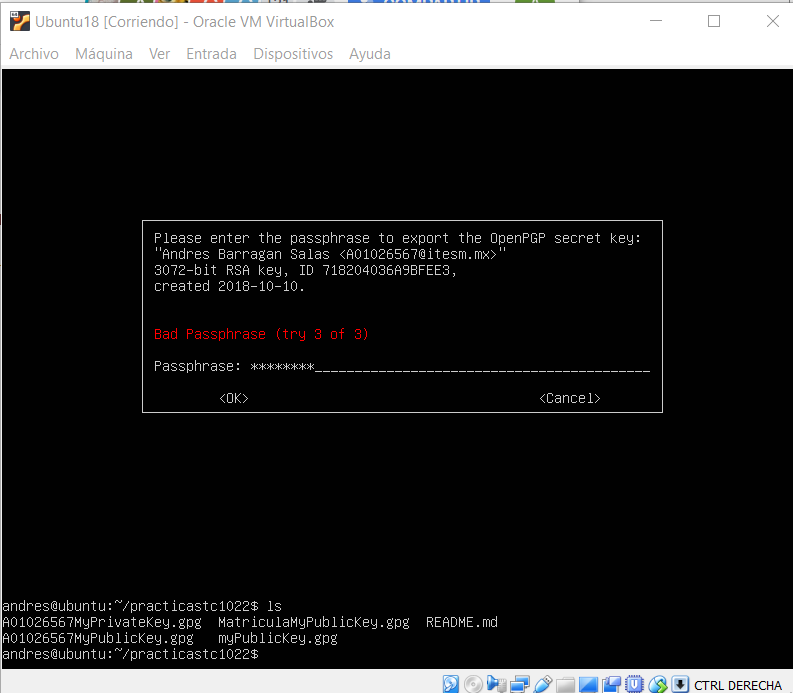 Ubuntu18 [Corriendo] - Oracle VM VirtualBox
Archivo Máquina Ver Entrada Dispositivos Ayuda
Please enter the passphrase to export the OpenPGP secret key:
"Andres Barragan Salas <A01026567@itesm.mx>"
3072-bit RSA key, ID 718204036A9BFEE3,
created 2018-10-10.
Bad Passphrase (try 3 of 3)
Passphrase: ********__________________________________________
<OK> <Cancel>
andres@ubuntu:~/practicastc1022$ ls
A01026567MyPrivateKey.gpg MatriculaMyPublicKey.gpg README.md
A01026567MyPublicKey.gpg myPublicKey.gpg
andres@ubuntu:~/practicastc1022$
CTRL DERECHA